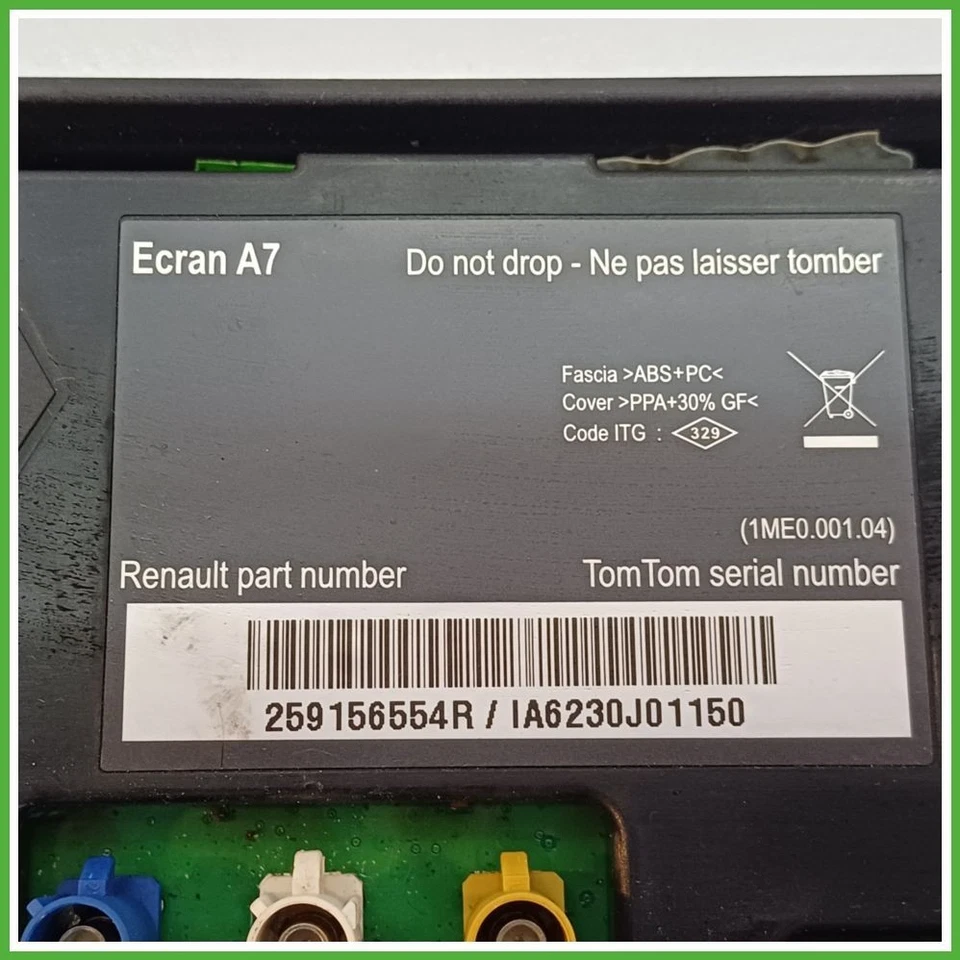 Ecran A7
Do not drop - Ne pas laisser tomber
Fascia >ABS+PC<
Cover >PPA+30% GF<
Code ITG : 329
(1ME0.001.04)
Renault part number
TomTom serial number
259156554R / IA6230J01150